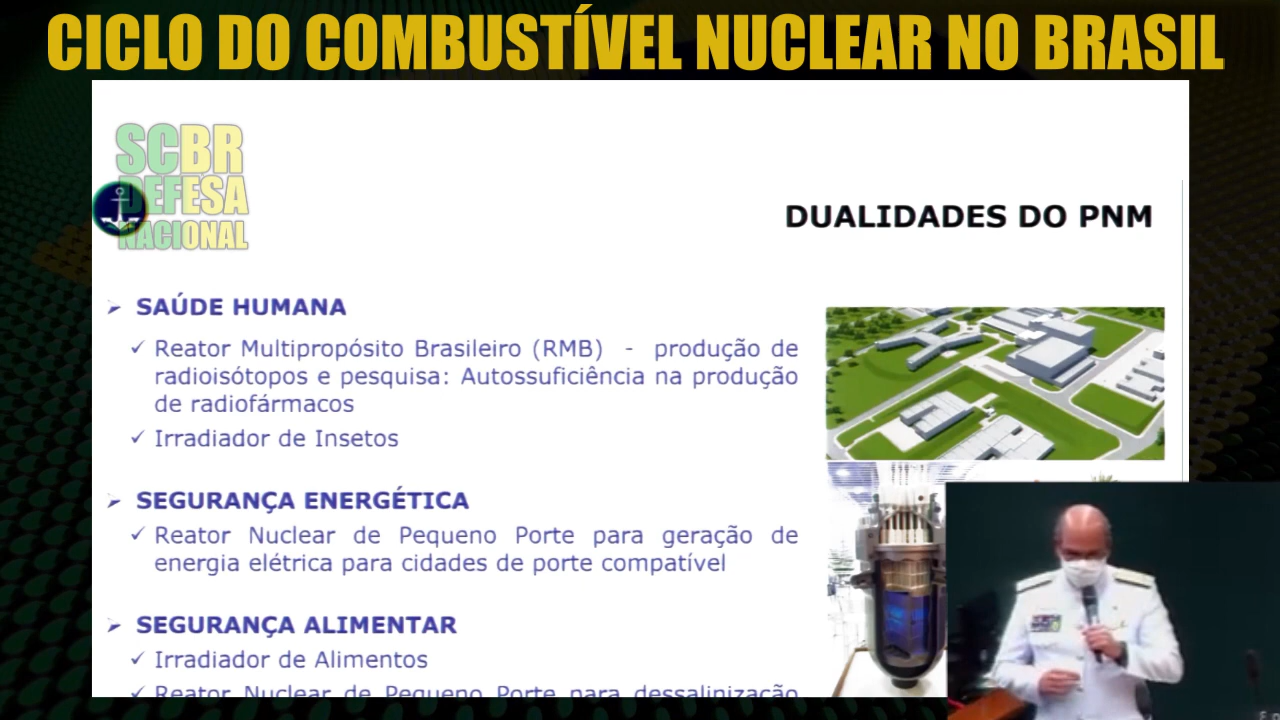 CICLO DO COMBUSTÍVEL NUCLEAR NO BRASIL
SCBR
DEFESA
NACIONAL
DUALIDADES DO PNM
SAÚDE HUMANA
Reator Multipropósito Brasileiro (RMB) - produção de
radioisótopos e pesquisa: Autossuficiência na produção
de radiofármacos
Irradiador de Insetos
SEGURANÇA ENERGÉTICA
Reator Nuclear de Pequeno Porte para geração de
energia elétrica para cidades de porte compatível
SEGURANÇA ALIMENTAR
Irradiador de Alimentos
Reator Nuclear de Pequeno Porte para dessalinização